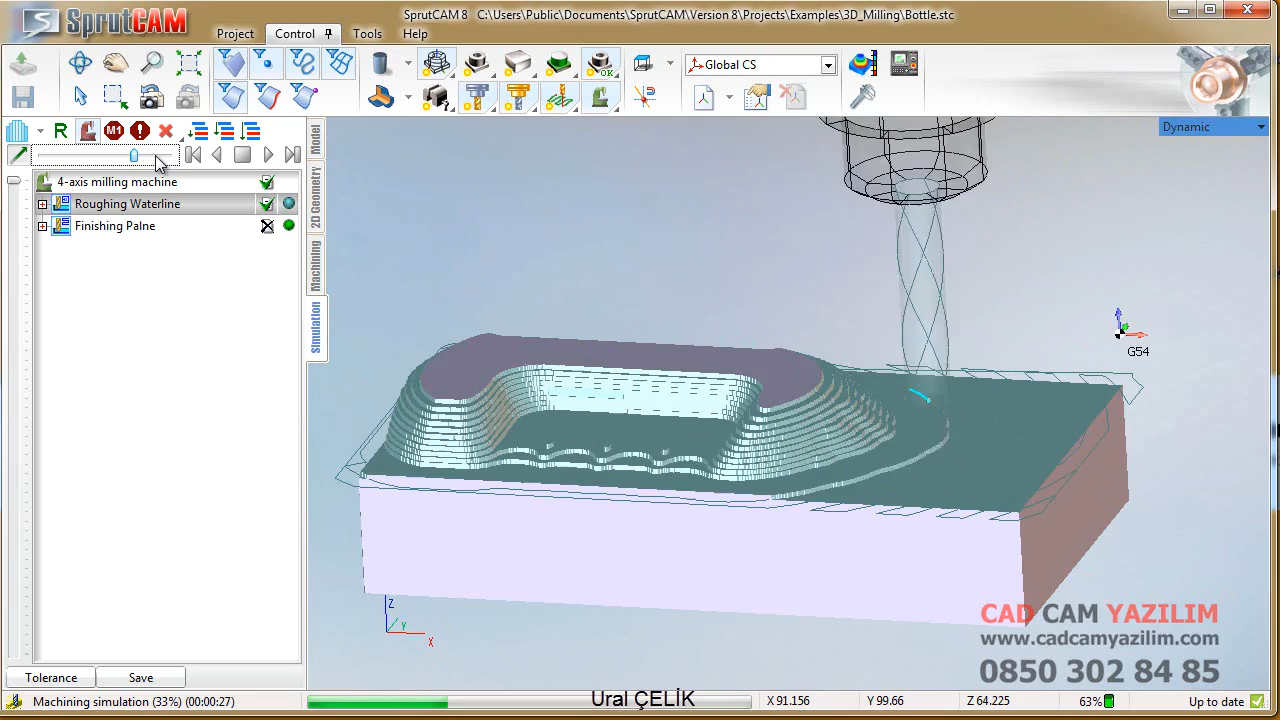 SprutCAM
SprutCAM 8 C:\Users\Public\Documents\SprutCAM\Version 8\Projects\Examples\3D_Milling\Bottle.stc
Project Control Tools Help
OK
Global CS
R M1
Dynamic
4-axis milling machine
Roughing Waterline
Finishing Palne
Model
2D Geometry
Machining
Simulation
G54
Z
Y
X
CAD CAM YAZILIM
www.cadcamyazilim.com
0850 302 84 85
Tolerance Save
Machining simulation (33%) (00:00:27) Ural ÇELİK X 91.156 Y 99.66 Z 64.225 63% Up to date